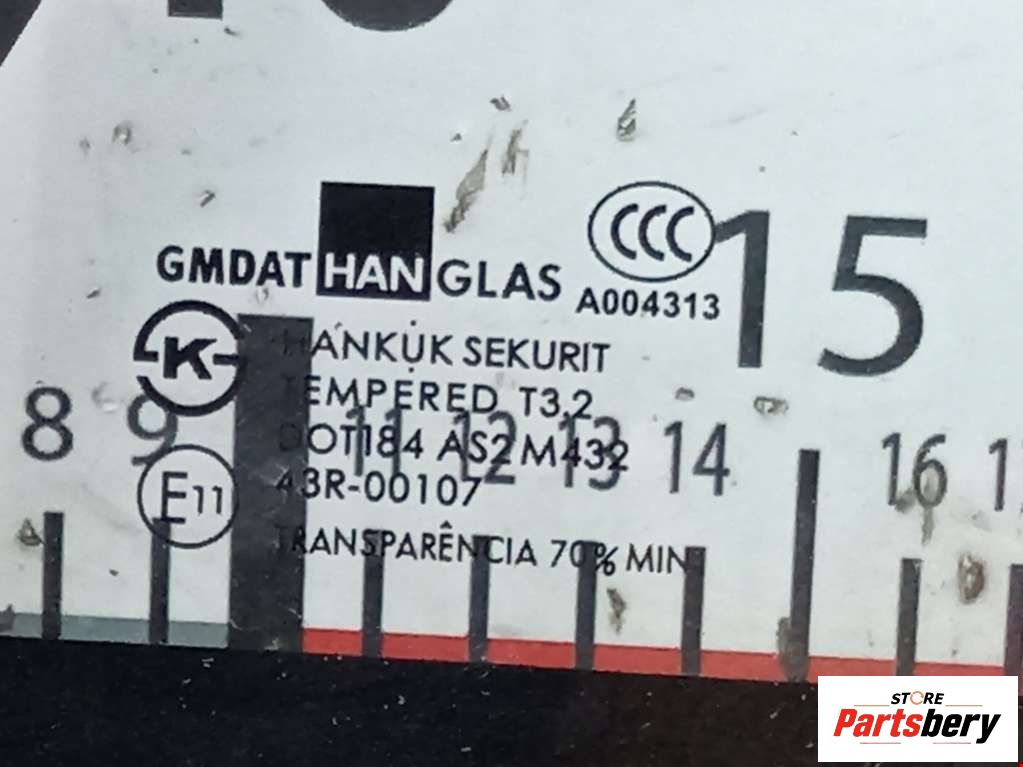 GMDAT HAN GLAS
CCC
A004313
15
K HANKUK SEKURIT
TEMPERED T3,2
8 9 11 12 13 14 16
DOT184 AS2 M432
E11 43R-00107
TRANSPARÊNCIA 70% MIN
STORE
Partsbery